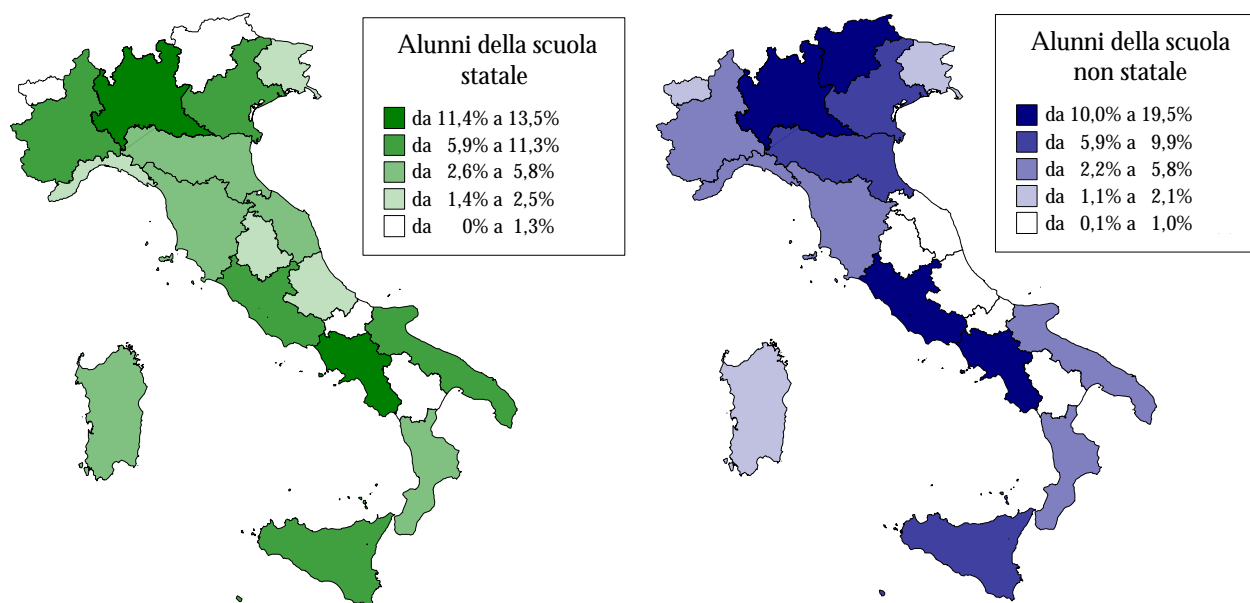 Alunni della scuola
statale
da 11,4% a 13,5%
da 5,9% a 11,3%
da 2,6% a 5,8%
da 1,4% a 2,5%
da 0% a 1,3%
Alunni della scuola
non statale
da 10,0% a 19,5%
da 5,9% a 9,9%
da 2,2% a 5,8%
da 1,1% a 2,1%
da 0,1% a 1,0%